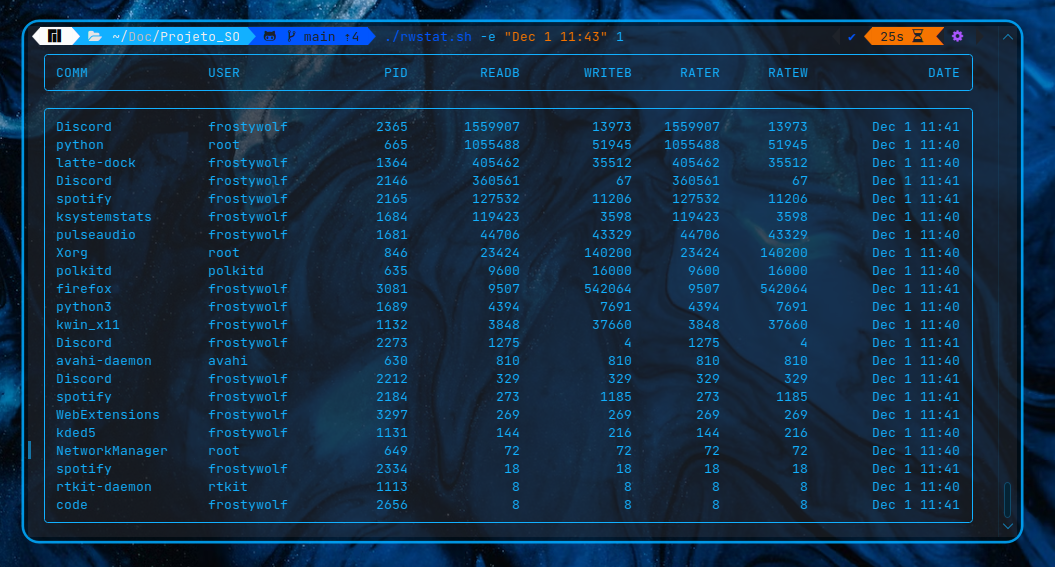 ~/Doc/Projeto_SO main ↑4 ./rwstat.sh -e "Dec 1 11:43" 1 ✔ 25s
COMM USER PID READB WRITEB RATER RATEW DATE
Discord frostywolf 2365 1559907 13973 1559907 13973 Dec 1 11:41
python root 665 1055488 51945 1055488 51945 Dec 1 11:40
latte-dock frostywolf 1364 405462 35512 405462 35512 Dec 1 11:40
Discord frostywolf 2146 360561 67 360561 67 Dec 1 11:41
spotify frostywolf 2165 127532 11206 127532 11206 Dec 1 11:41
ksystemstats frostywolf 1684 119423 3598 119423 3598 Dec 1 11:40
pulseaudio frostywolf 1681 44706 43329 44706 43329 Dec 1 11:40
Xorg root 846 23424 140200 23424 140200 Dec 1 11:40
polkitd polkitd 635 9600 16000 9600 16000 Dec 1 11:40
firefox frostywolf 3081 9507 542064 9507 542064 Dec 1 11:41
python3 frostywolf 1689 4394 7691 4394 7691 Dec 1 11:40
kwin_x11 frostywolf 1132 3848 37660 3848 37660 Dec 1 11:40
Discord frostywolf 2273 1275 4 1275 4 Dec 1 11:41
avahi-daemon avahi 630 810 810 810 810 Dec 1 11:40
Discord frostywolf 2212 329 329 329 329 Dec 1 11:41
spotify frostywolf 2184 273 1185 273 1185 Dec 1 11:41
WebExtensions frostywolf 3297 269 269 269 269 Dec 1 11:41
kded5 frostywolf 1131 144 216 144 216 Dec 1 11:40
NetworkManager root 649 72 72 72 72 Dec 1 11:40
spotify frostywolf 2334 18 18 18 18 Dec 1 11:41
rtkit-daemon rtkit 1113 8 8 8 8 Dec 1 11:40
code frostywolf 2656 8 8 8 8 Dec 1 11:41